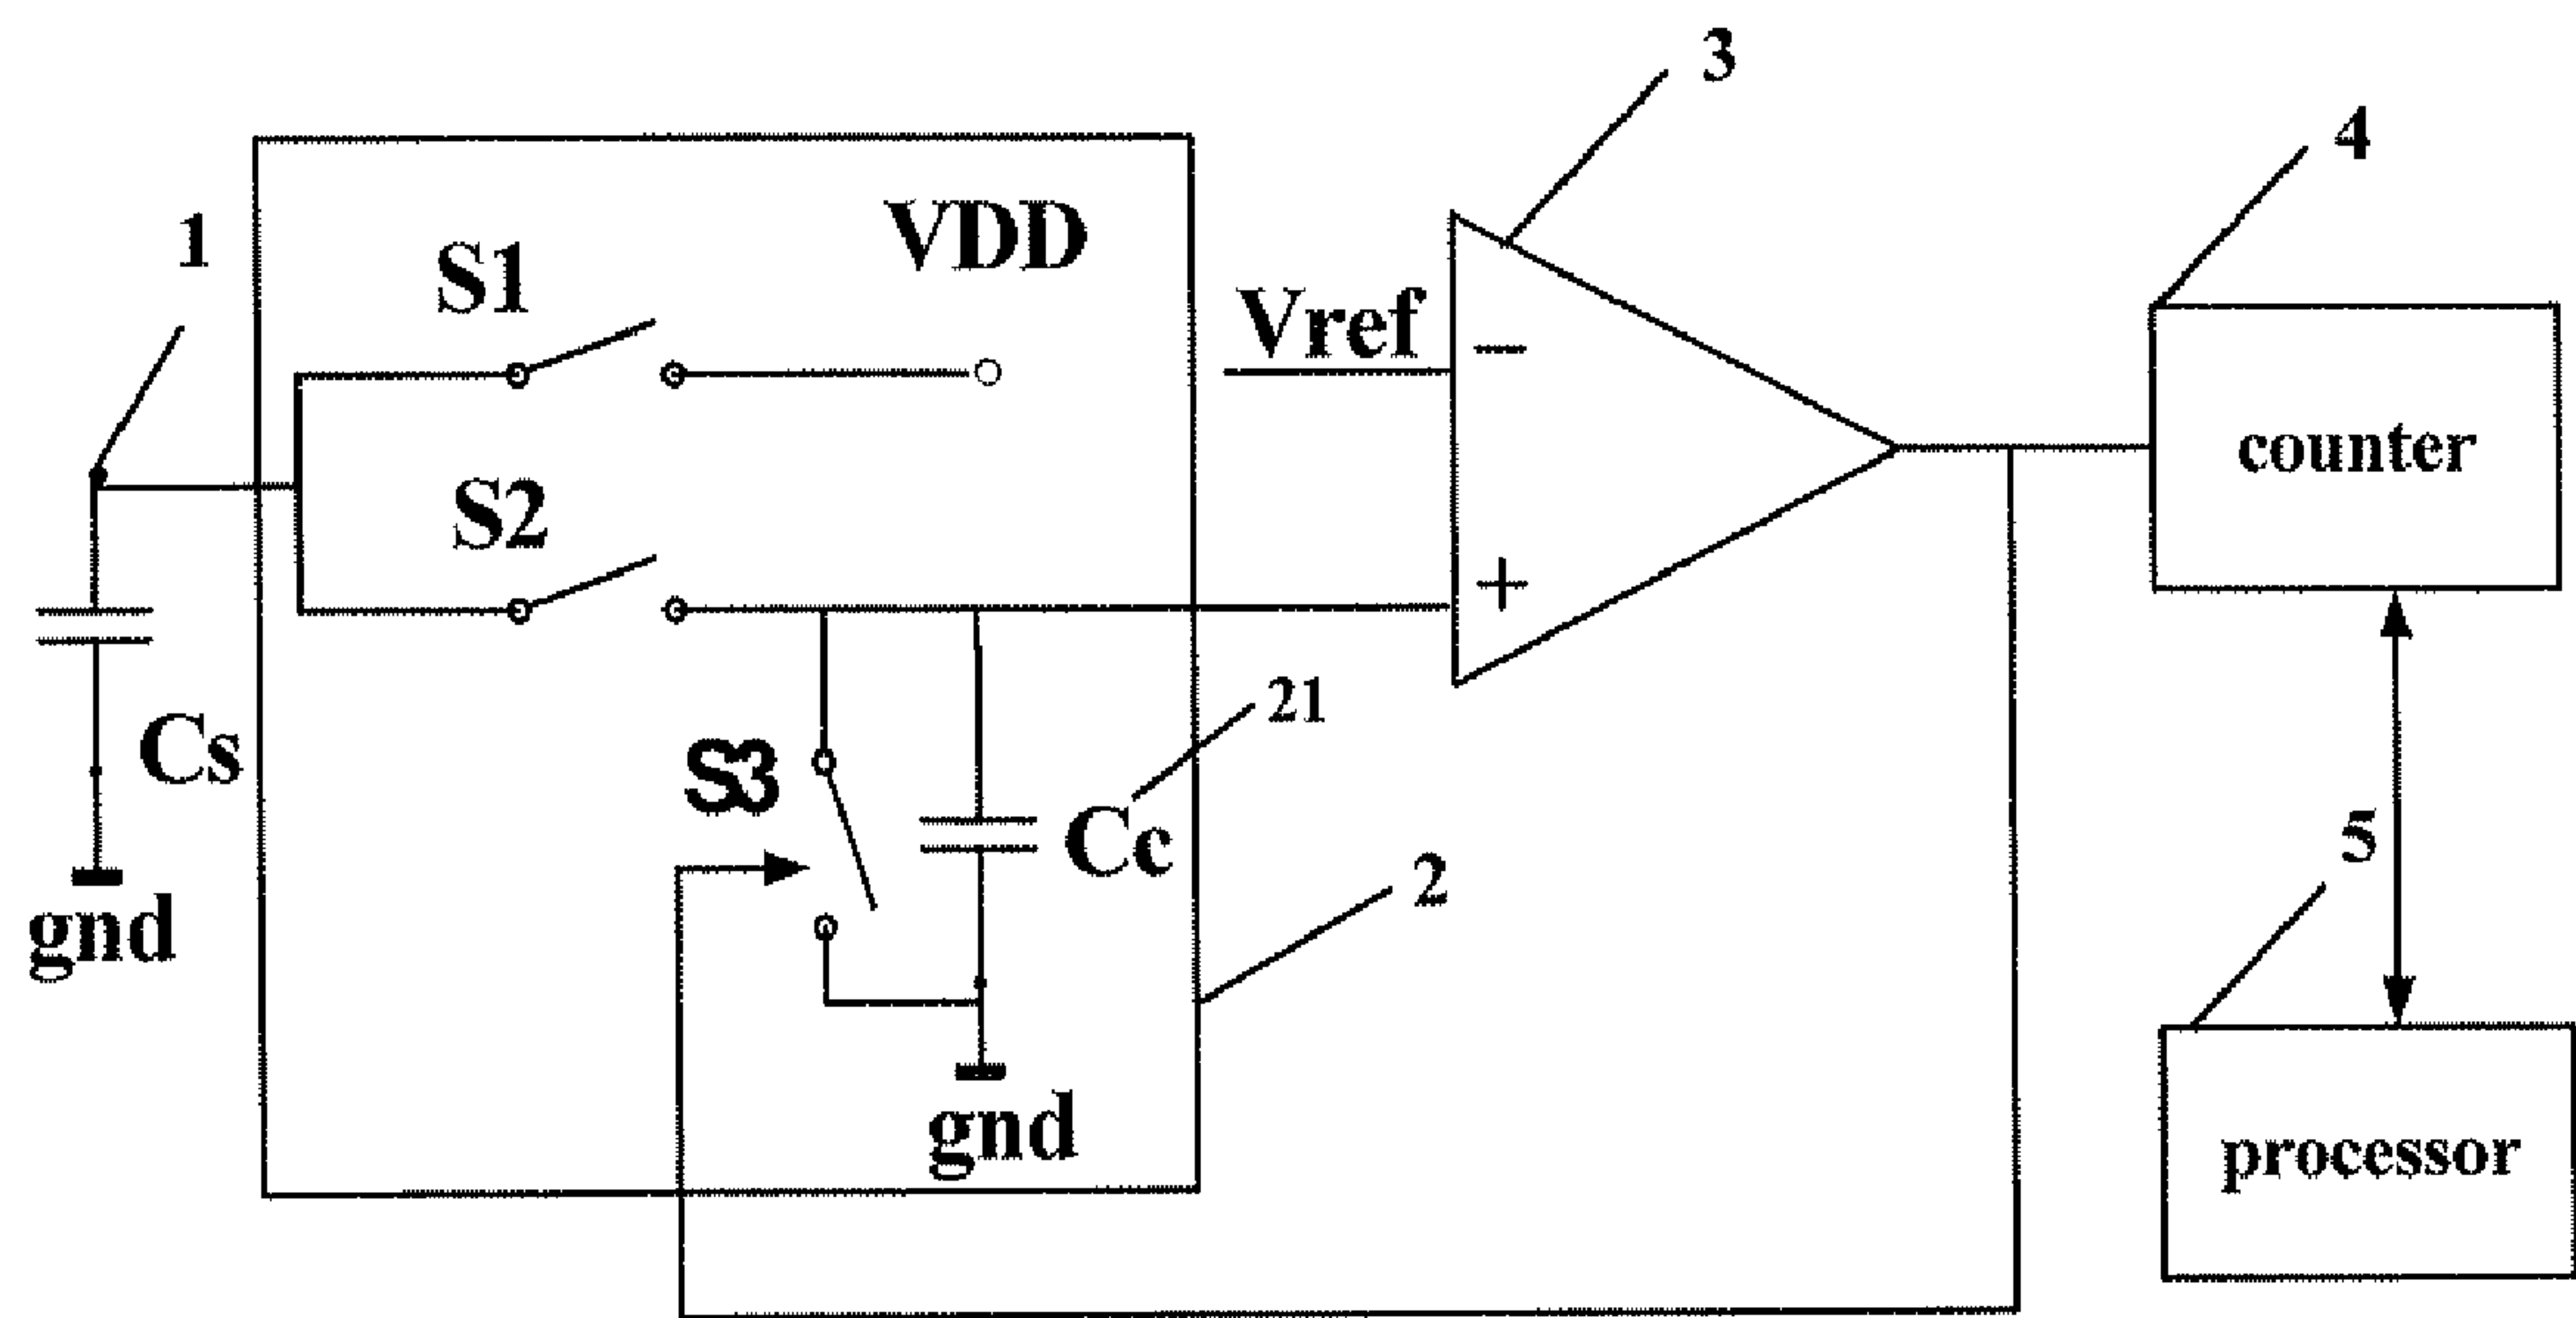 3
4
1
VDD
S1
Vref
−
counter
S2
+
21
Cs
S3
Cc
5
2
gnd
gnd
processor